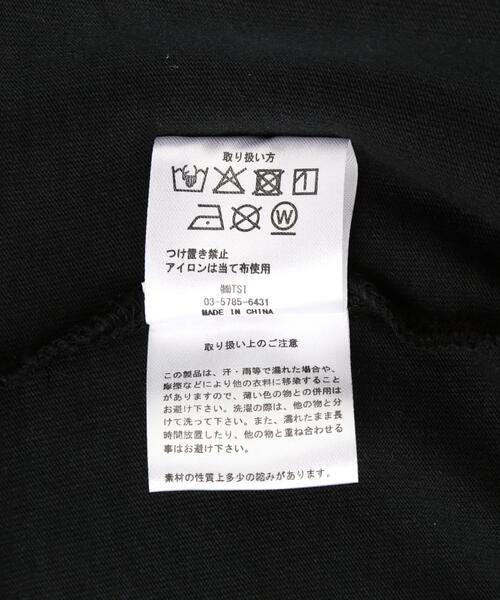 取り扱い方
W
つけ置き禁止
アイロンは当て布使用
㈱TSI
03-5785-6431
MADE IN CHINA
取り扱い上のご注意
この製品は、汗・雨等で濡れた場合や、
摩擦などにより他の衣料に移染すること
がありますので、薄い色の物との併用は
お避け下さい。洗濯の際は、他の物と分
けて洗って下さい。また、濡れたまま長
時間放置したり、他の物と重ね合わせる
事はお避け下さい。
素材の性質上多少の縮みがあります。